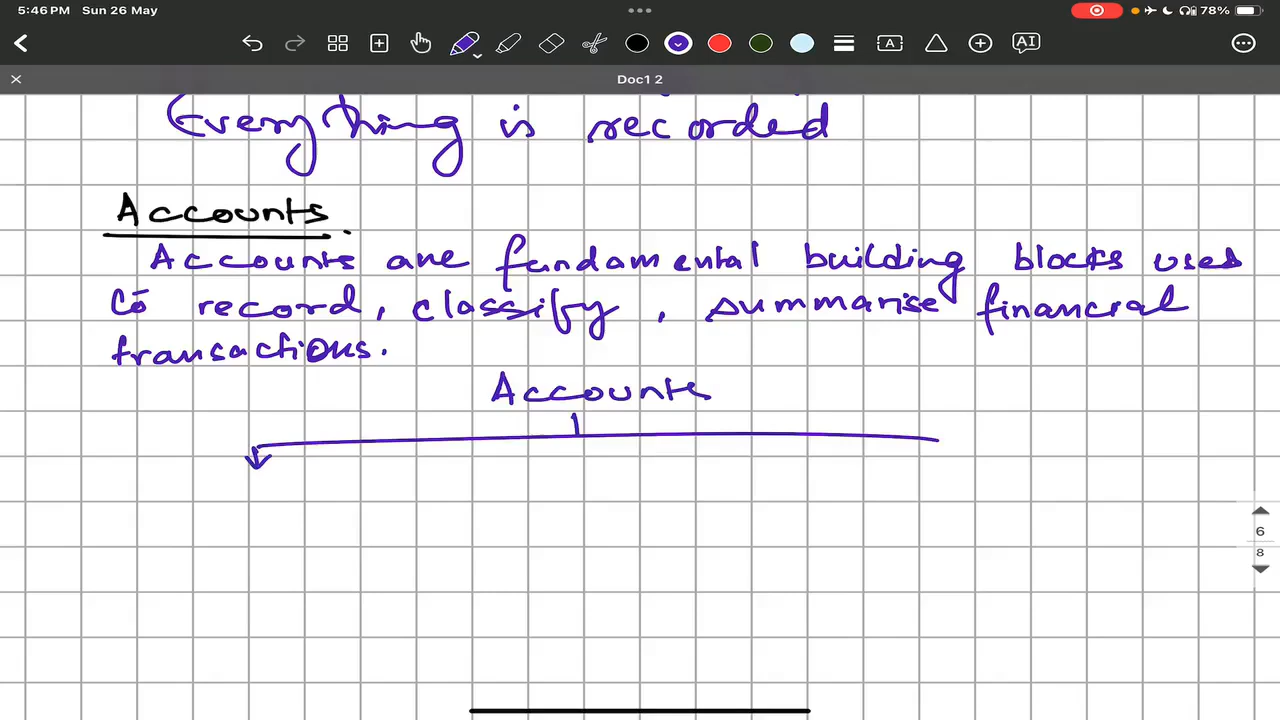 5:46 PM Sun 26 May
78%
A
AI
Doc1 2
Everything is recorded
Accounts.
Accounts are fundamental building blocks used
to record, classify, summarise financial
transactions.
Accounts
6
8